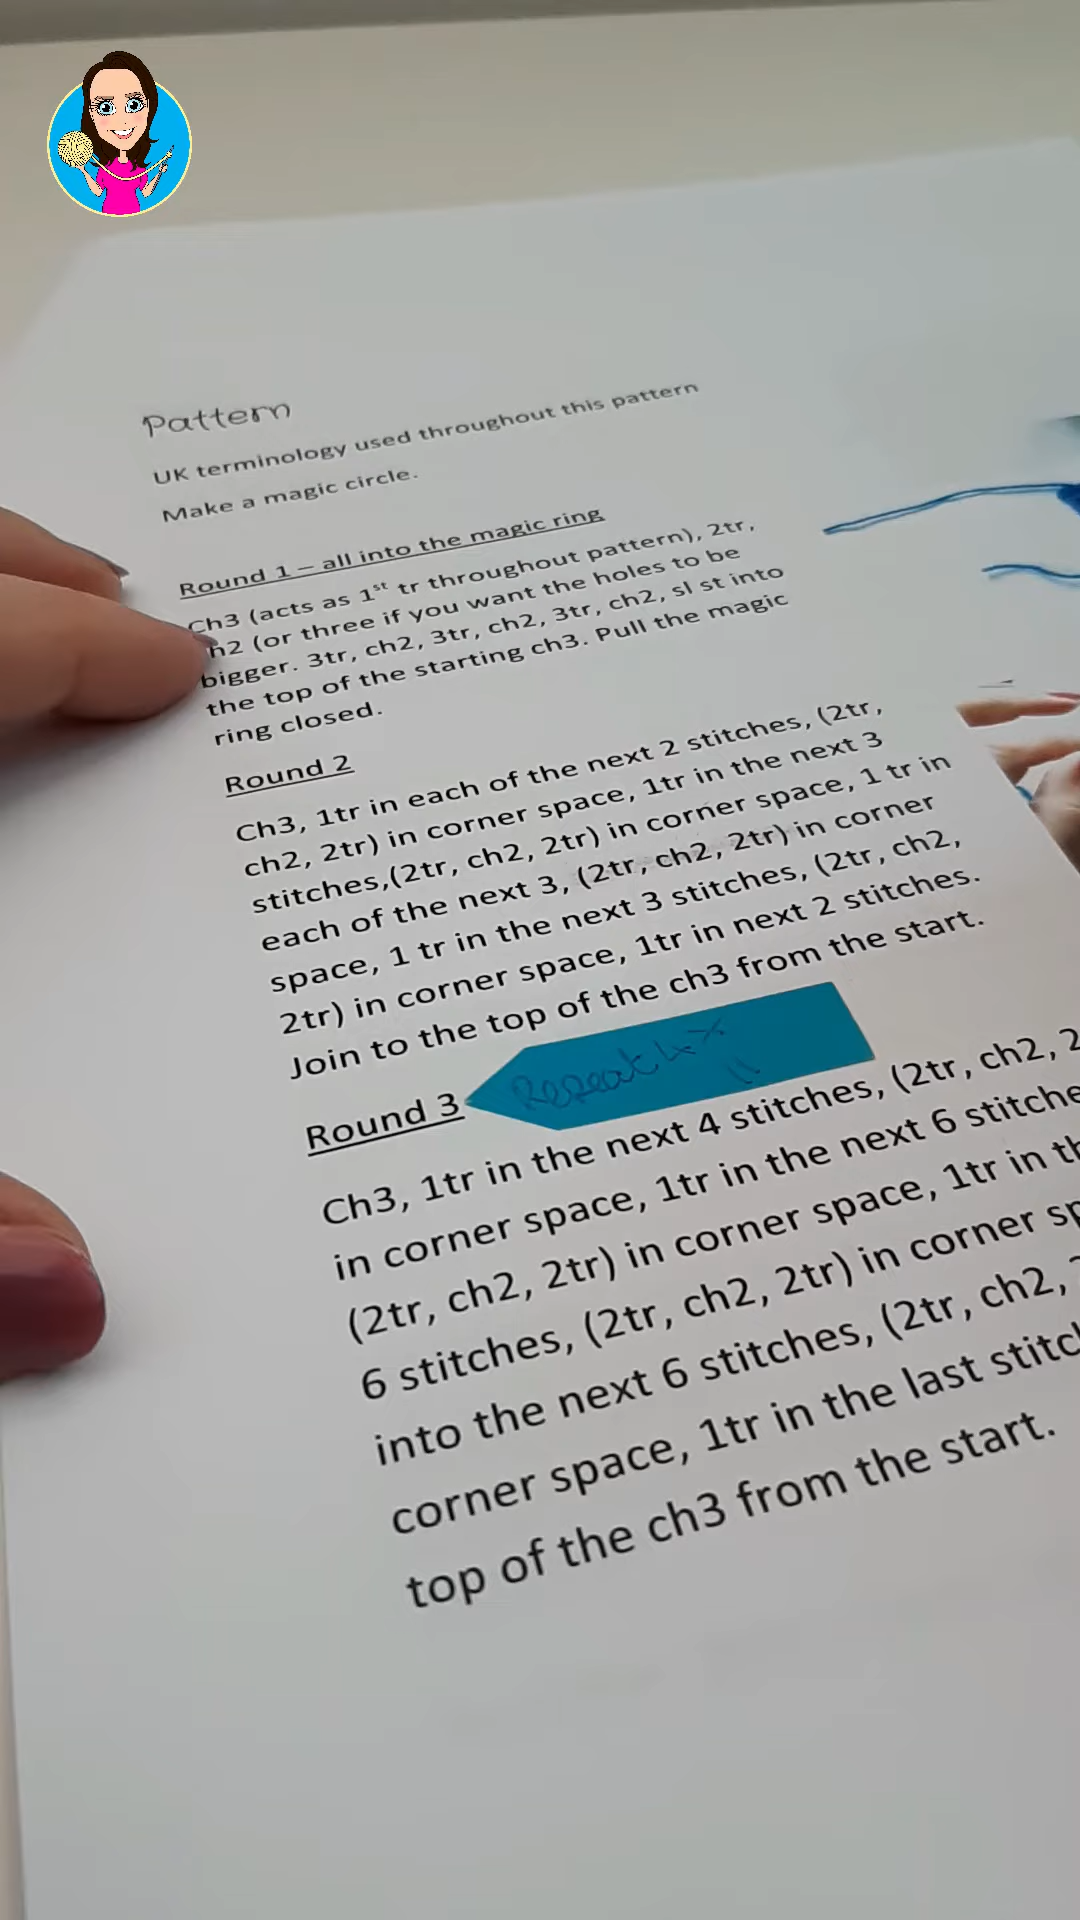 Pattern
UK terminology used throughout this pattern
Make a magic circle.
Round 1 – all into the magic ring
Ch3 (acts as 1st tr throughout pattern), 2tr,
h2 (or three if you want the holes to be
bigger. 3tr, ch2, 3tr, ch2, 3tr, ch2, sl st into
the top of the starting ch3. Pull the magic
ring closed.
Round 2
Ch3, 1tr in each of the next 2 stitches, (2tr,
ch2, 2tr) in corner space, 1tr in the next 3
stitches,(2tr, ch2, 2tr) in corner space, 1 tr in
each of the next 3, (2tr, ch2, 2tr) in corner
space, 1 tr in the next 3 stitches, (2tr, ch2,
2tr) in corner space, 1tr in next 2 stitches.
Join to the top of the ch3 from the start.
Repeat 4x
Round 3
Ch3, 1tr in the next 4 stitches, (2tr, ch2, 2
in corner space, 1tr in the next 6 stitche
(2tr, ch2, 2tr) in corner space, 1tr in th
6 stitches, (2tr, ch2, 2tr) in corner sp
into the next 6 stitches, (2tr, ch2,
corner space, 1tr in the last stitc
top of the ch3 from the start.